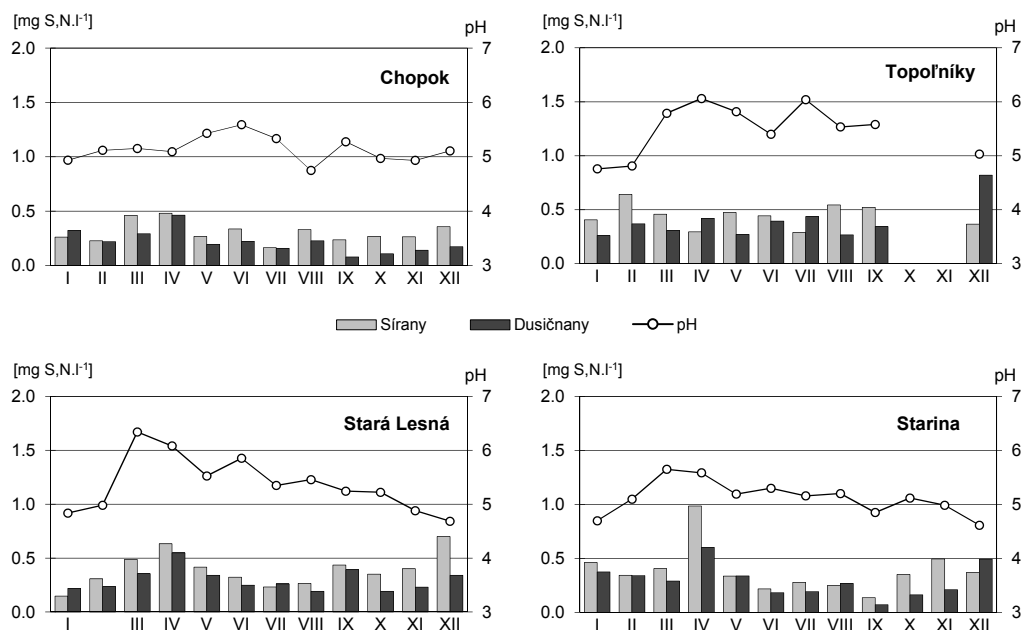 [mg S,N.l-1] pH
2.0 7
Chopok
1.5 6
1.0 5
0.5 4
0.0 3
I II III IV V VI VII VIII IX X XI XII
[mg S,N.l-1] pH
2.0 7
Topoľníky
1.5 6
1.0 5
0.5 4
0.0 3
I II III IV V VI VII VIII IX X XI XII
Sírany Dusičnany pH
[mg S,N.l-1] pH
2.0 7
Stará Lesná
1.5 6
1.0 5
0.5 4
0.0 3
I III IV V VI VII VIII IX X XI XII
[mg S,N.l-1] pH
2.0 7
Starina
1.5 6
1.0 5
0.5 4
0.0 3
I II III IV V VI VII VIII IX X XI XII